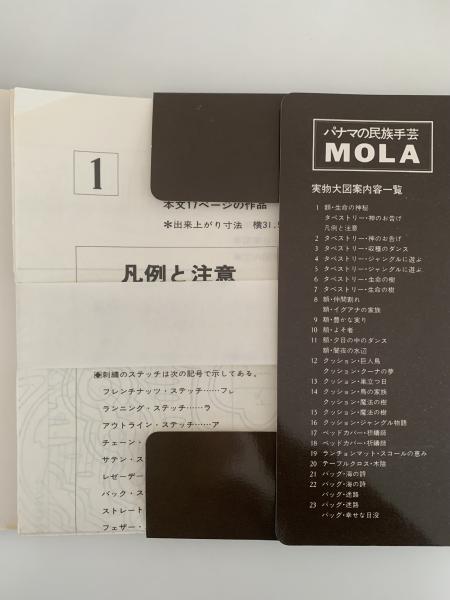 1
本文17ページの作品
＊出来上がり寸法 横31.5
凡例と注意
＊刺繍のステッチは次の記号で示してある。
フレンチナッツ・ステッチ……フレ
ランニング・ステッチ……ラ
アウトライン・ステッチ……ア
チェーン・
サテン・ス
レゼーデー
バック・ス
ストレート
フェザー・
パナマの民族手芸
MOLA
実物大図案内容一覧
1 額・生命の神秘
タペストリー・神のお告げ
凡例と注意
2 タペストリー・神のお告げ
3 タペストリー・収穫のダンス
4 タペストリー・ジャングルに遊ぶ
5 タペストリー・ジャングルに遊ぶ
6 タペストリー・生命の樹
7 タペストリー・生命の樹
8 額・仲間割れ
額・イグアナの家族
9 額・豊かな実り
10 額・よそ者
11 額・夕日の中のダンス
額・闇夜の水辺
12 クッション・巨人鳥
クッション・クーナの夢
13 クッション・巣立つ日
14 クッション・鳥の家族
クッション・魔法の樹
15 クッション・魔法の樹
16 クッション・ジャングル物語
17 ベッドカバー・祈禱師
18 ベッドカバー・祈禱師
19 ランチョンマット・スコールの恵み
20 テーブルクロス・木陰
21 バッグ・海の詩
22 バッグ・海の詩
バッグ・迷路
23 バッグ・迷路
バッグ・幸せな日没